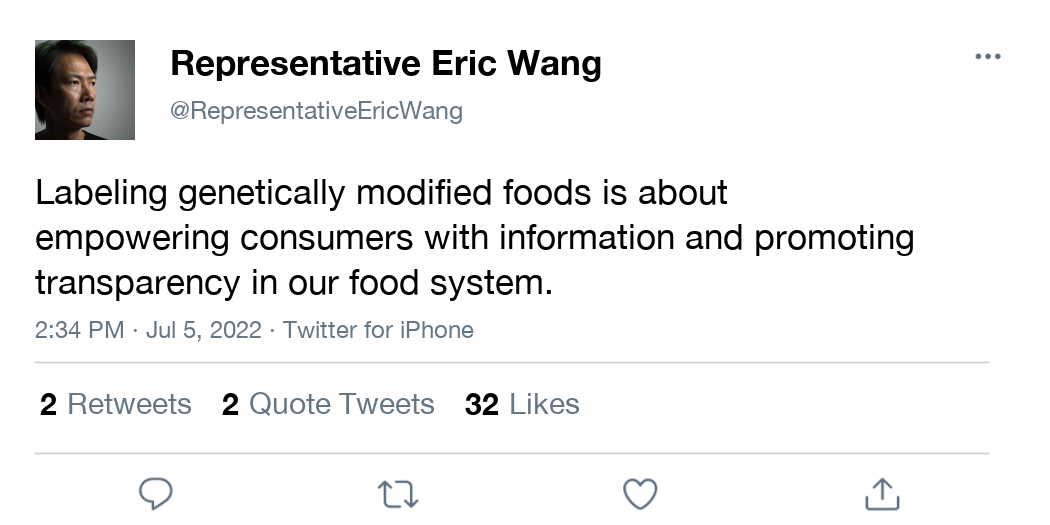 Representative Eric Wang
@RepresentativeEricWang
Labeling genetically modified foods is about
empowering consumers with information and promoting
transparency in our food system.
2:34 PM · Jul 5, 2022 · Twitter for iPhone
2 Retweets 2 Quote Tweets 32 Likes